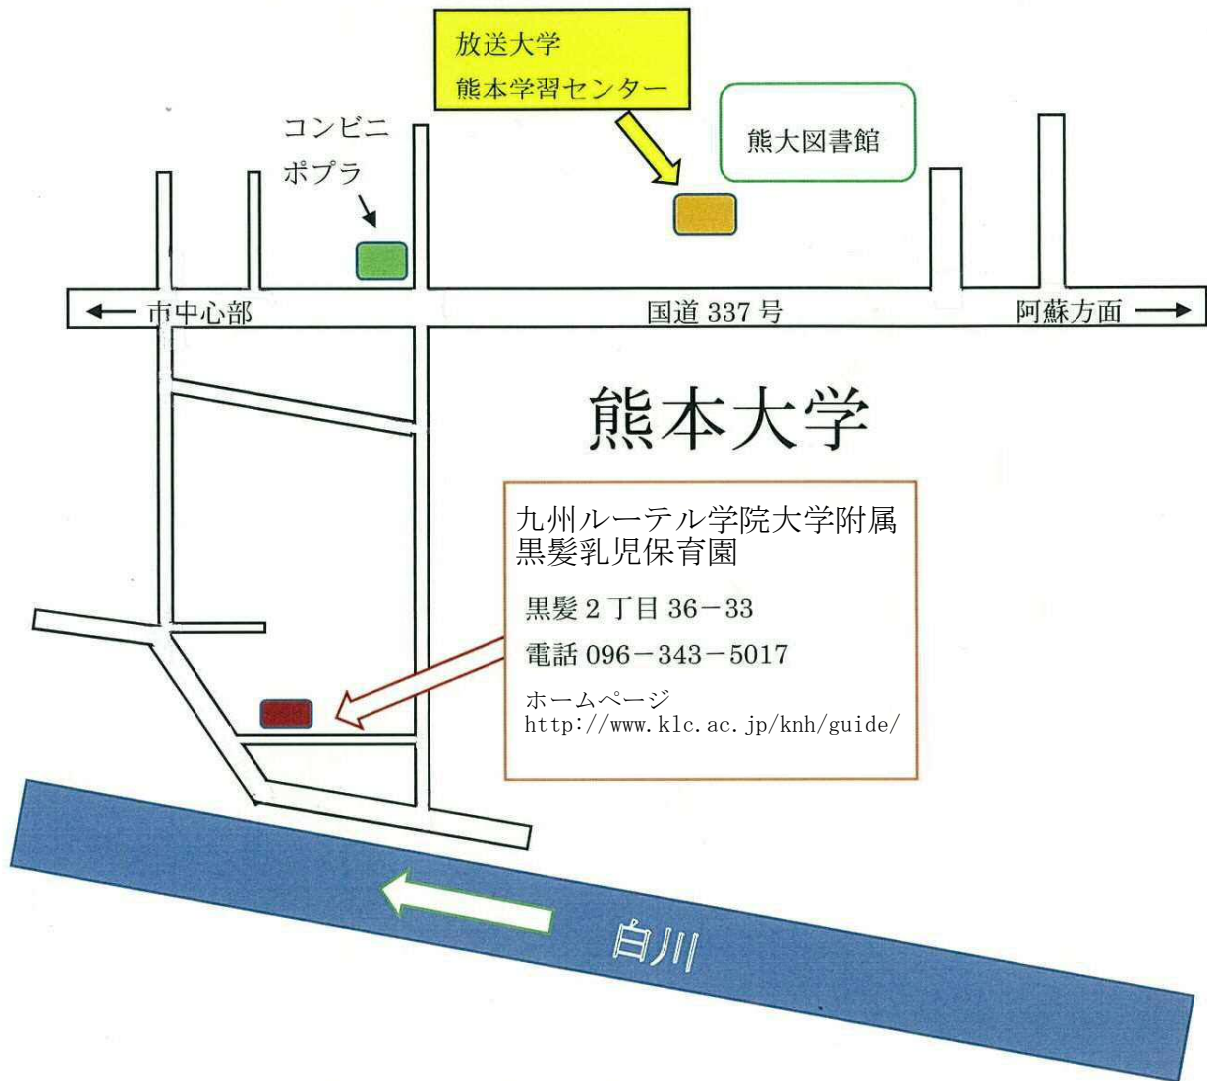 放送大学
熊本学習センター
熊大図書館
コンビニ
ポプラ
市中心部
国道 337 号
阿蘇方面
熊本大学
九州ルーテル学院大学附属
黒髪乳児保育園
黒髪 2 丁目 36－33
電話 096－343－5017
ホームページ
http://www.klc.ac.jp/knh/guide/
白川